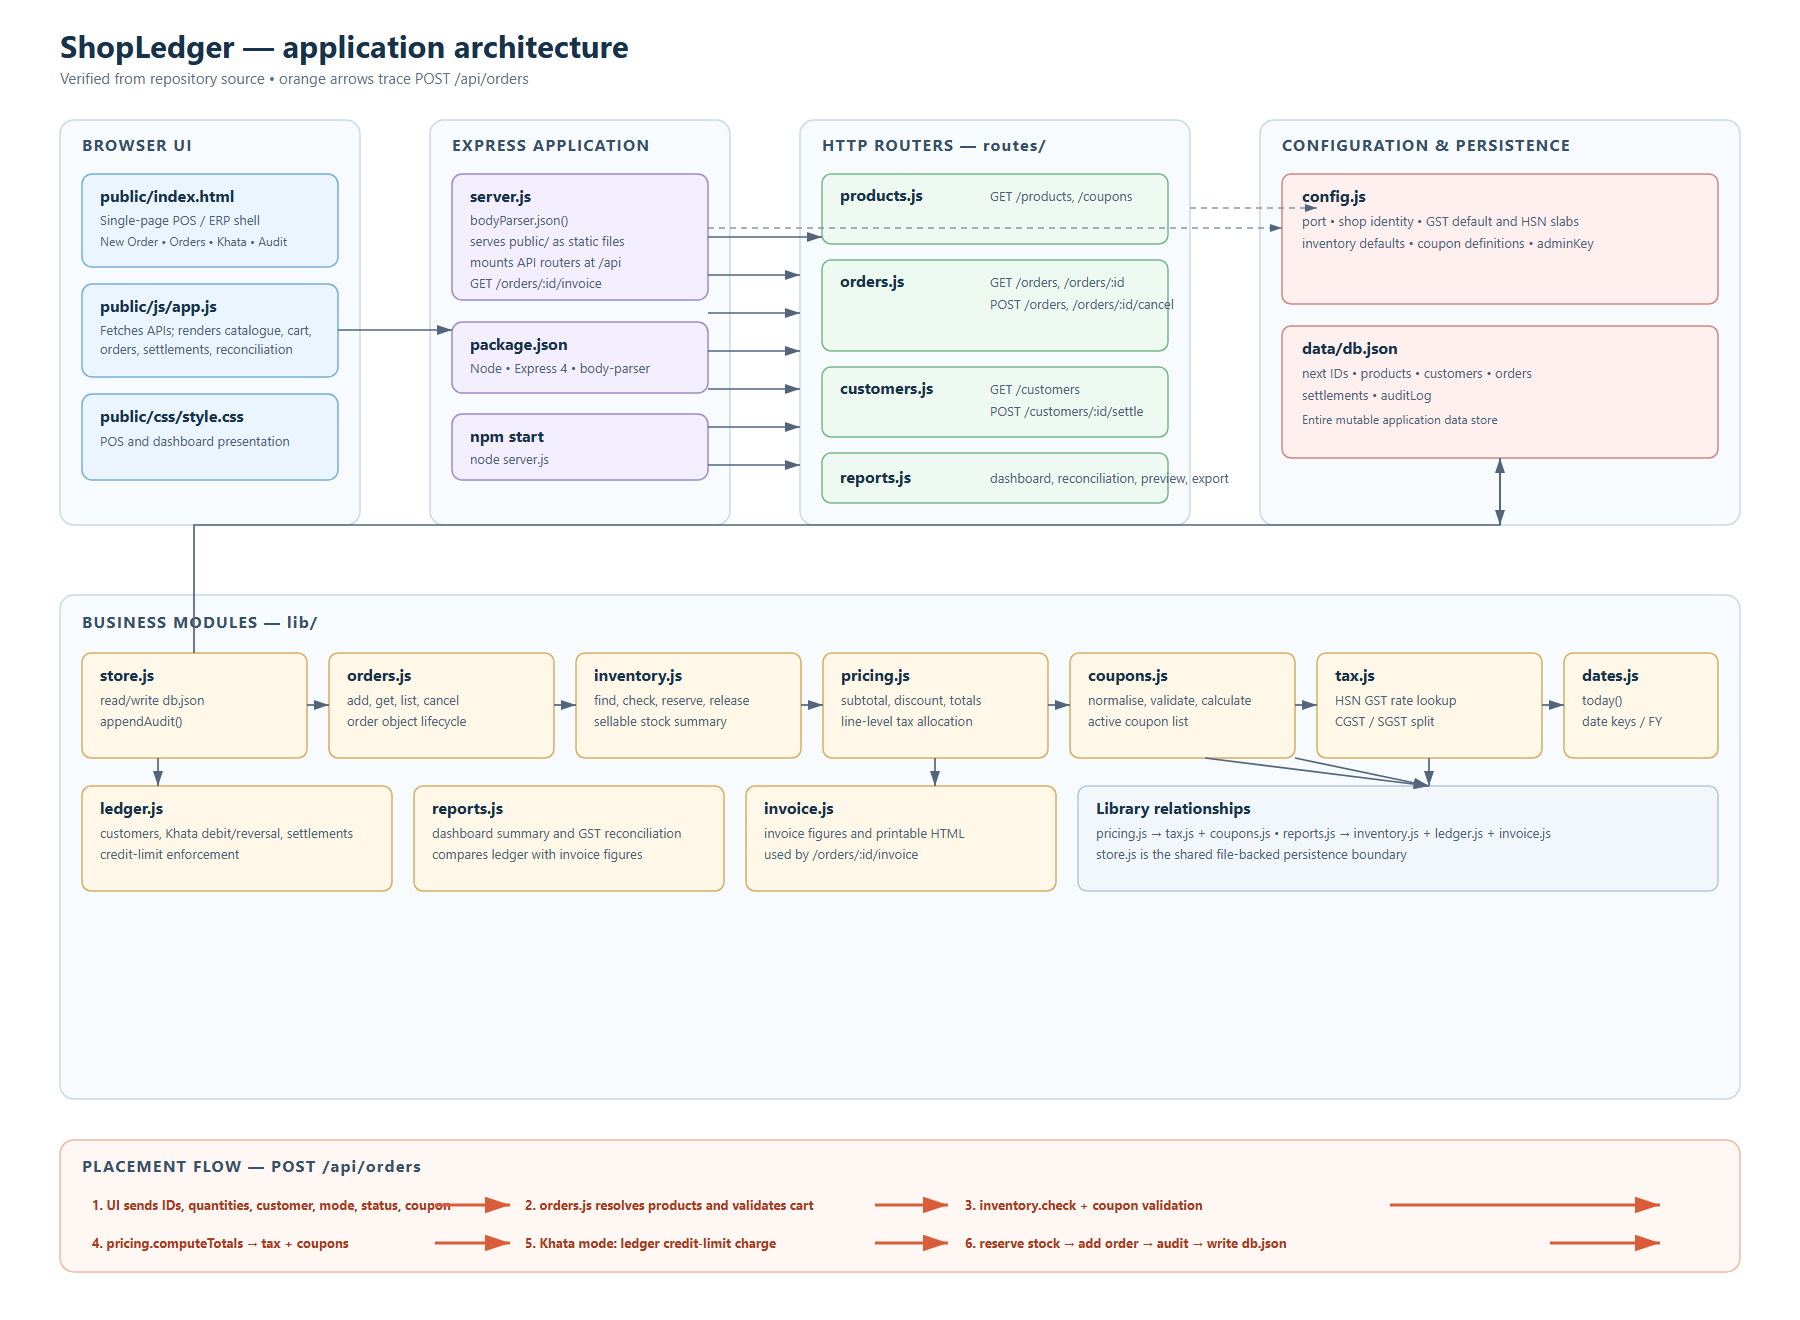 ShopLedger — application architecture
Verified from repository source • orange arrows trace POST /api/orders
BROWSER UI
public/index.html
Single-page POS / ERP shell
New Order • Orders • Khata • Audit
public/js/app.js
Fetches APIs; renders catalogue, cart,
orders, settlements, reconciliation
public/css/style.css
POS and dashboard presentation
EXPRESS APPLICATION
server.js
bodyParser.json()
serves public/ as static files
mounts API routers at /api
GET /orders/:id/invoice
package.json
Node • Express 4 • body-parser
npm start
node server.js
HTTP ROUTERS — routes/
products.js
GET /products, /coupons
orders.js
GET /orders, /orders/:id
POST /orders, /orders/:id/cancel
customers.js
GET /customers
POST /customers/:id/settle
reports.js
dashboard, reconciliation, preview, export
CONFIGURATION & PERSISTENCE
config.js
port • shop identity • GST default and HSN slabs
inventory defaults • coupon definitions • adminKey
data/db.json
next IDs • products • customers • orders
settlements • auditLog
Entire mutable application data store
BUSINESS MODULES — lib/
store.js
read/write db.json
appendAudit()
orders.js
add, get, list, cancel
order object lifecycle
inventory.js
find, check, reserve, release
sellable stock summary
pricing.js
subtotal, discount, totals
line-level tax allocation
coupons.js
normalise, validate, calculate
active coupon list
tax.js
HSN GST rate lookup
CGST / SGST split
dates.js
today()
date keys / FY
ledger.js
customers, Khata debit/reversal, settlements
credit-limit enforcement
reports.js
dashboard summary and GST reconciliation
compares ledger with invoice figures
invoice.js
invoice figures and printable HTML
used by /orders/:id/invoice
Library relationships
pricing.js → tax.js + coupons.js • reports.js → inventory.js + ledger.js + invoice.js
store.js is the shared file-backed persistence boundary
PLACEMENT FLOW — POST /api/orders
1. UI sends IDs, quantities, customer, mode, status, coupon
2. orders.js resolves products and validates cart
3. inventory.check + coupon validation
4. pricing.computeTotals → tax + coupons
5. Khata mode: ledger credit-limit charge
6. reserve stock → add order → audit → write db.json